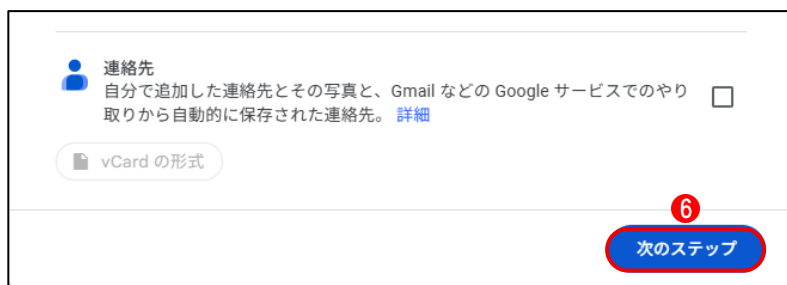 連絡先
自分で追加した連絡先とその写真と、Gmail などの Google サービスでのやり
取りから自動的に保存された連絡先。 詳細
vCard の形式
6
次のステップ